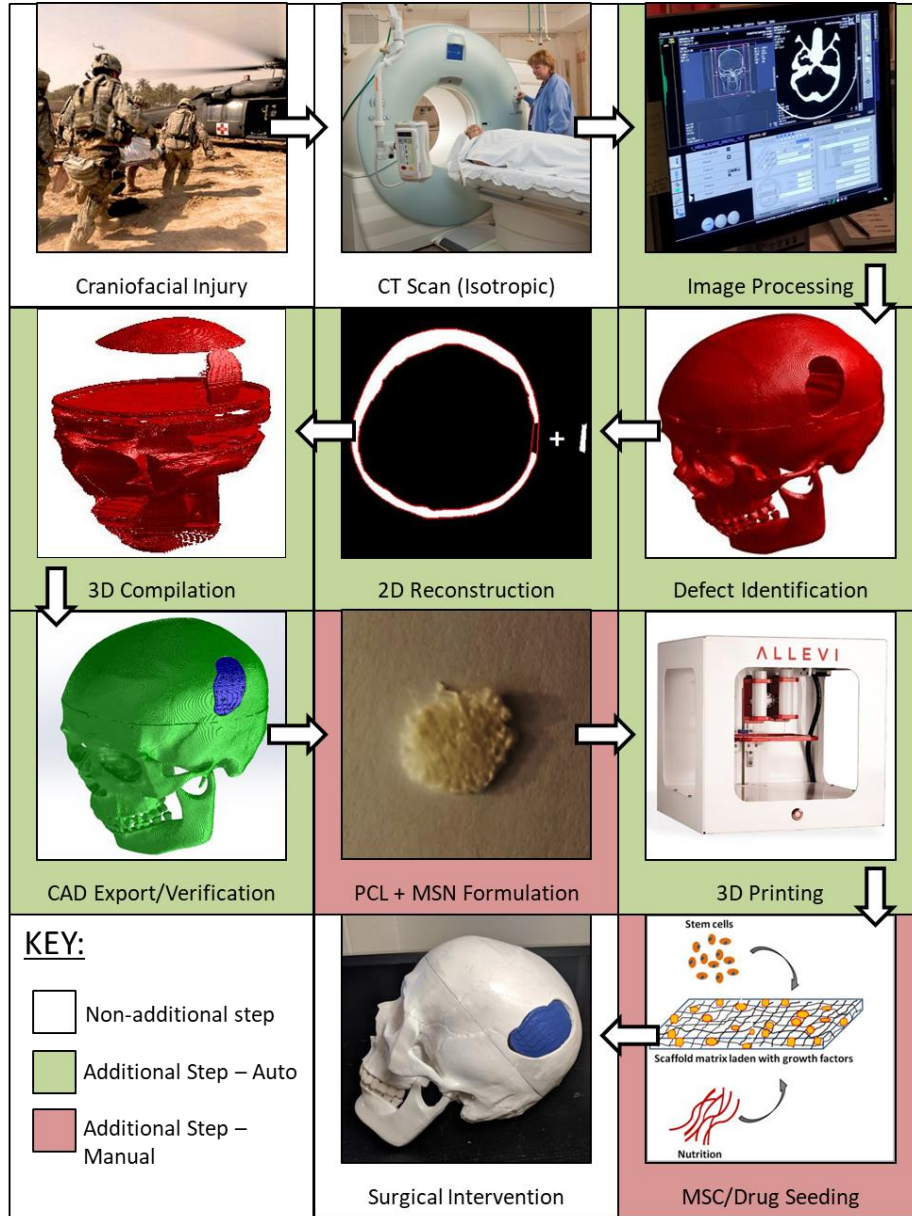 Craniofacial Injury
CT Scan (Isotropic)
Image Processing
3D Compilation
2D Reconstruction
Defect Identification
+
CAD Export/Verification
PCL + MSN Formulation
ALLEVI
3D Printing
KEY:
Non-additional step
Additional Step – Auto
Additional Step –
Manual
Surgical Intervention
Stem cells
Scaffold matrix laden with growth factors
Nutrition
MSC/Drug Seeding